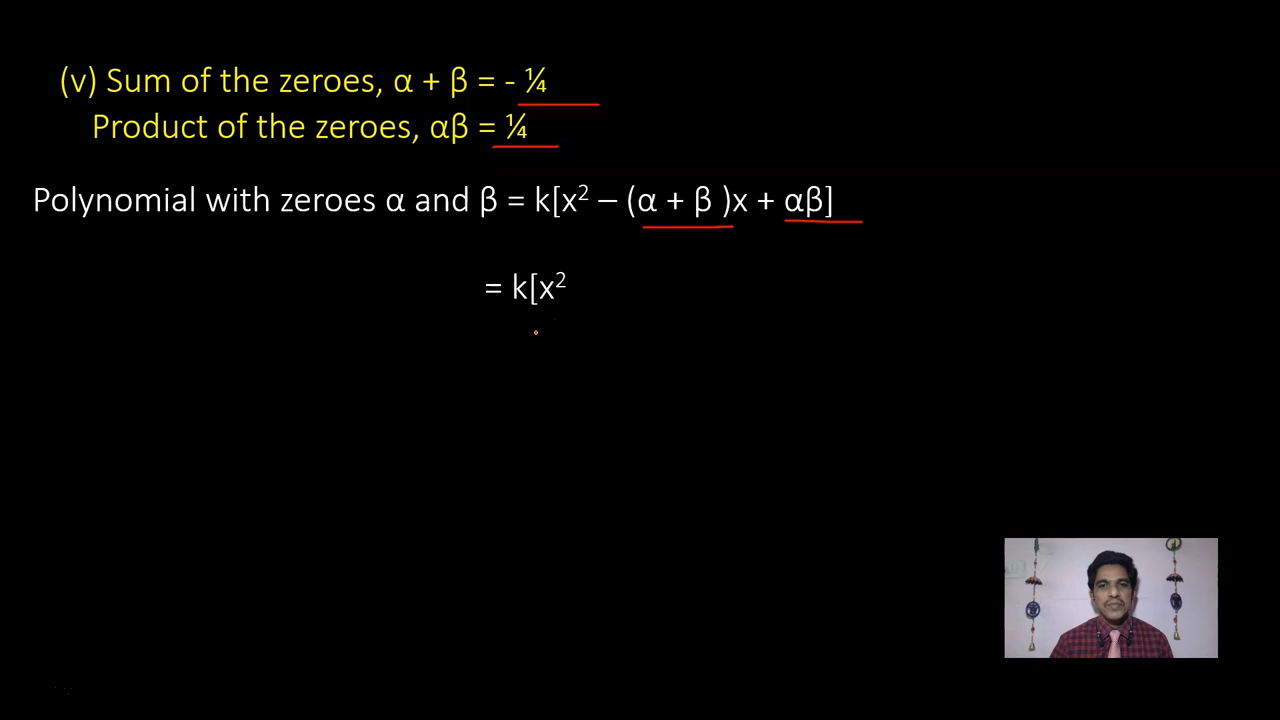 (v) Sum of the zeroes, α + β = - ¼
Product of the zeroes, αβ = ¼
Polynomial with zeroes α and β = k[x² – (α + β )x + αβ]
= k[x²